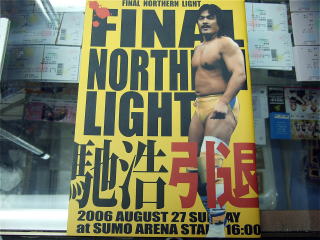 FINAL NORTHERN LIGHT
FINAL
NORTHERN
LIGHT
馳浩引退
2006 AUGUST 27 SUNDAY
at SUMO ARENA START 16:00